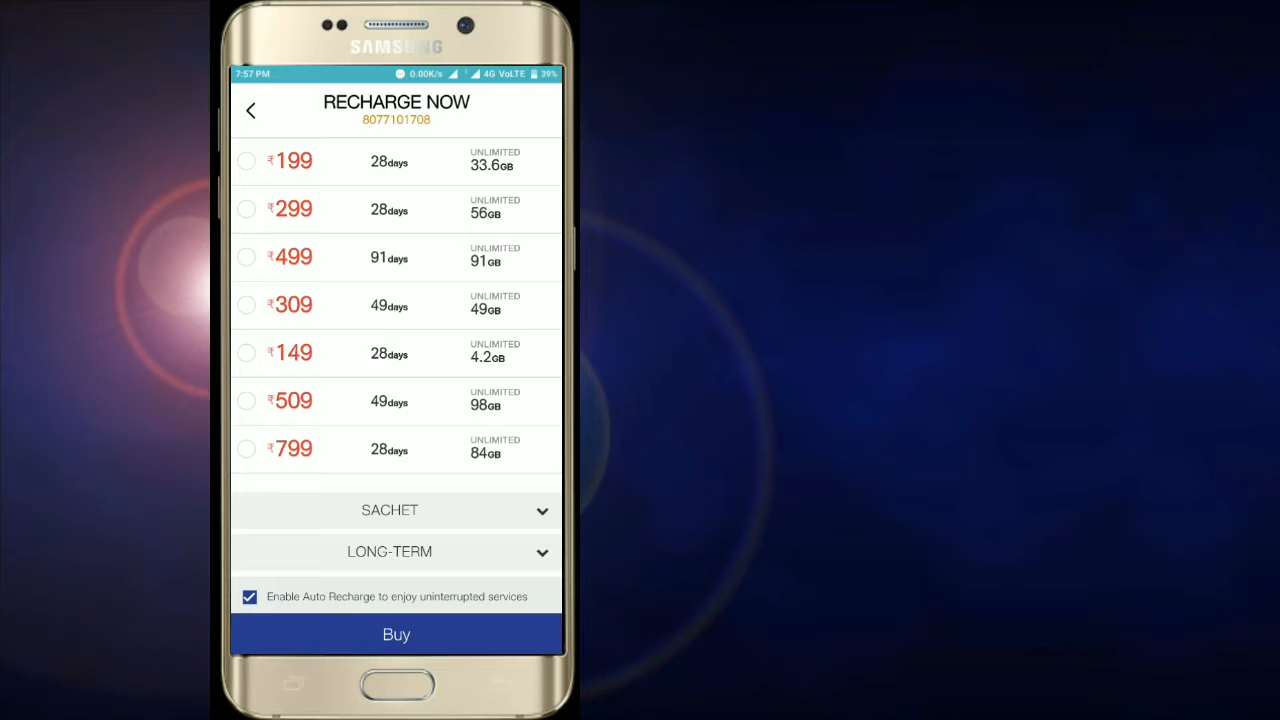 SAMSUNG
7:57 PM 0.00K/s 4G VoLTE 39%
RECHARGE NOW
8077101708
₹199 28days UNLIMITED 33.6GB
₹299 28days UNLIMITED 56GB
₹499 91days UNLIMITED 91GB
₹309 49days UNLIMITED 49GB
₹149 28days UNLIMITED 4.2GB
₹509 49days UNLIMITED 98GB
₹799 28days UNLIMITED 84GB
SACHET
LONG-TERM
Enable Auto Recharge to enjoy uninterrupted services
Buy